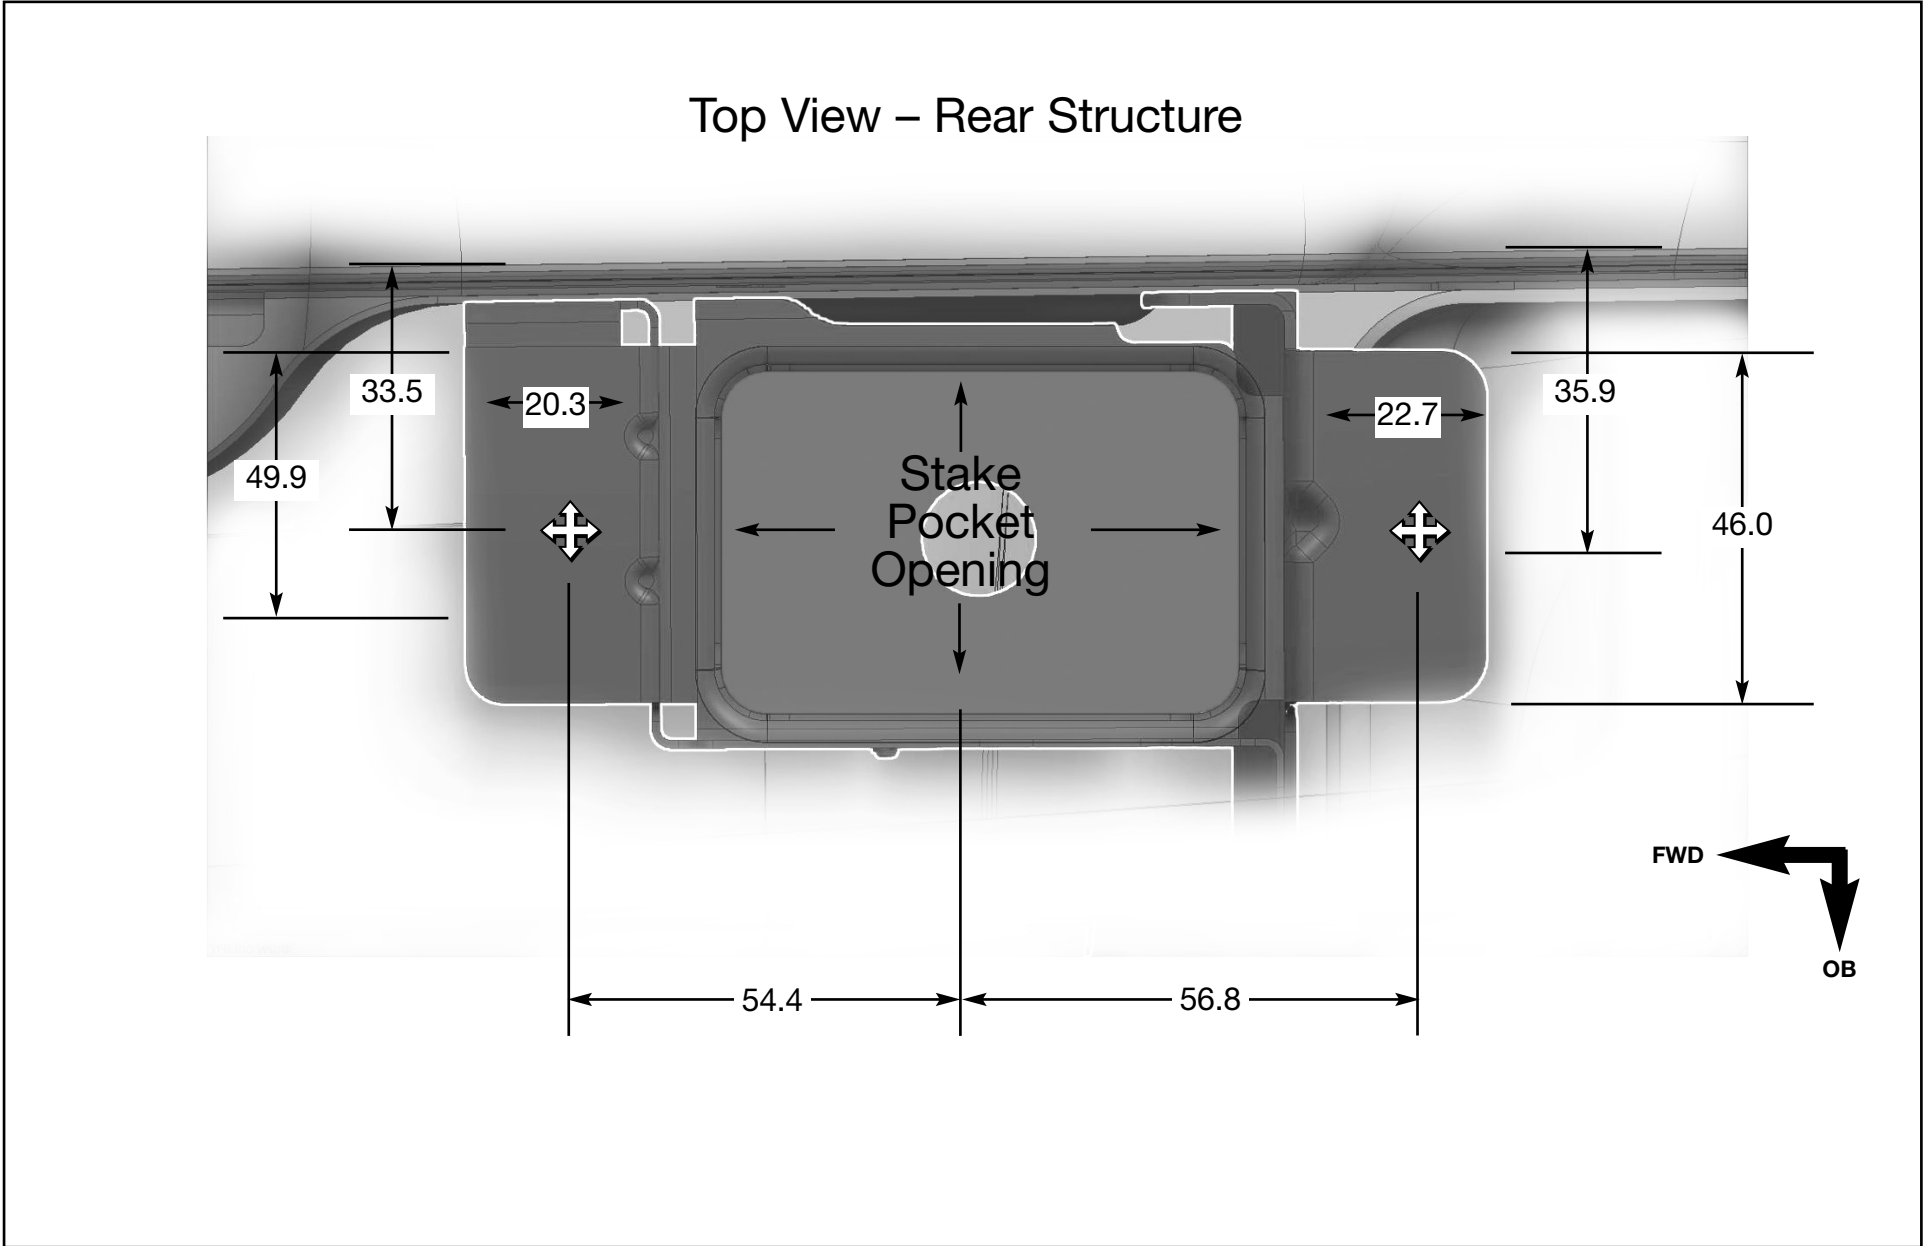 Top View – Rear Structure
33.5
20.3
49.9
Stake
Pocket
Opening
35.9
22.7
46.0
FWD
OB
54.4
56.8